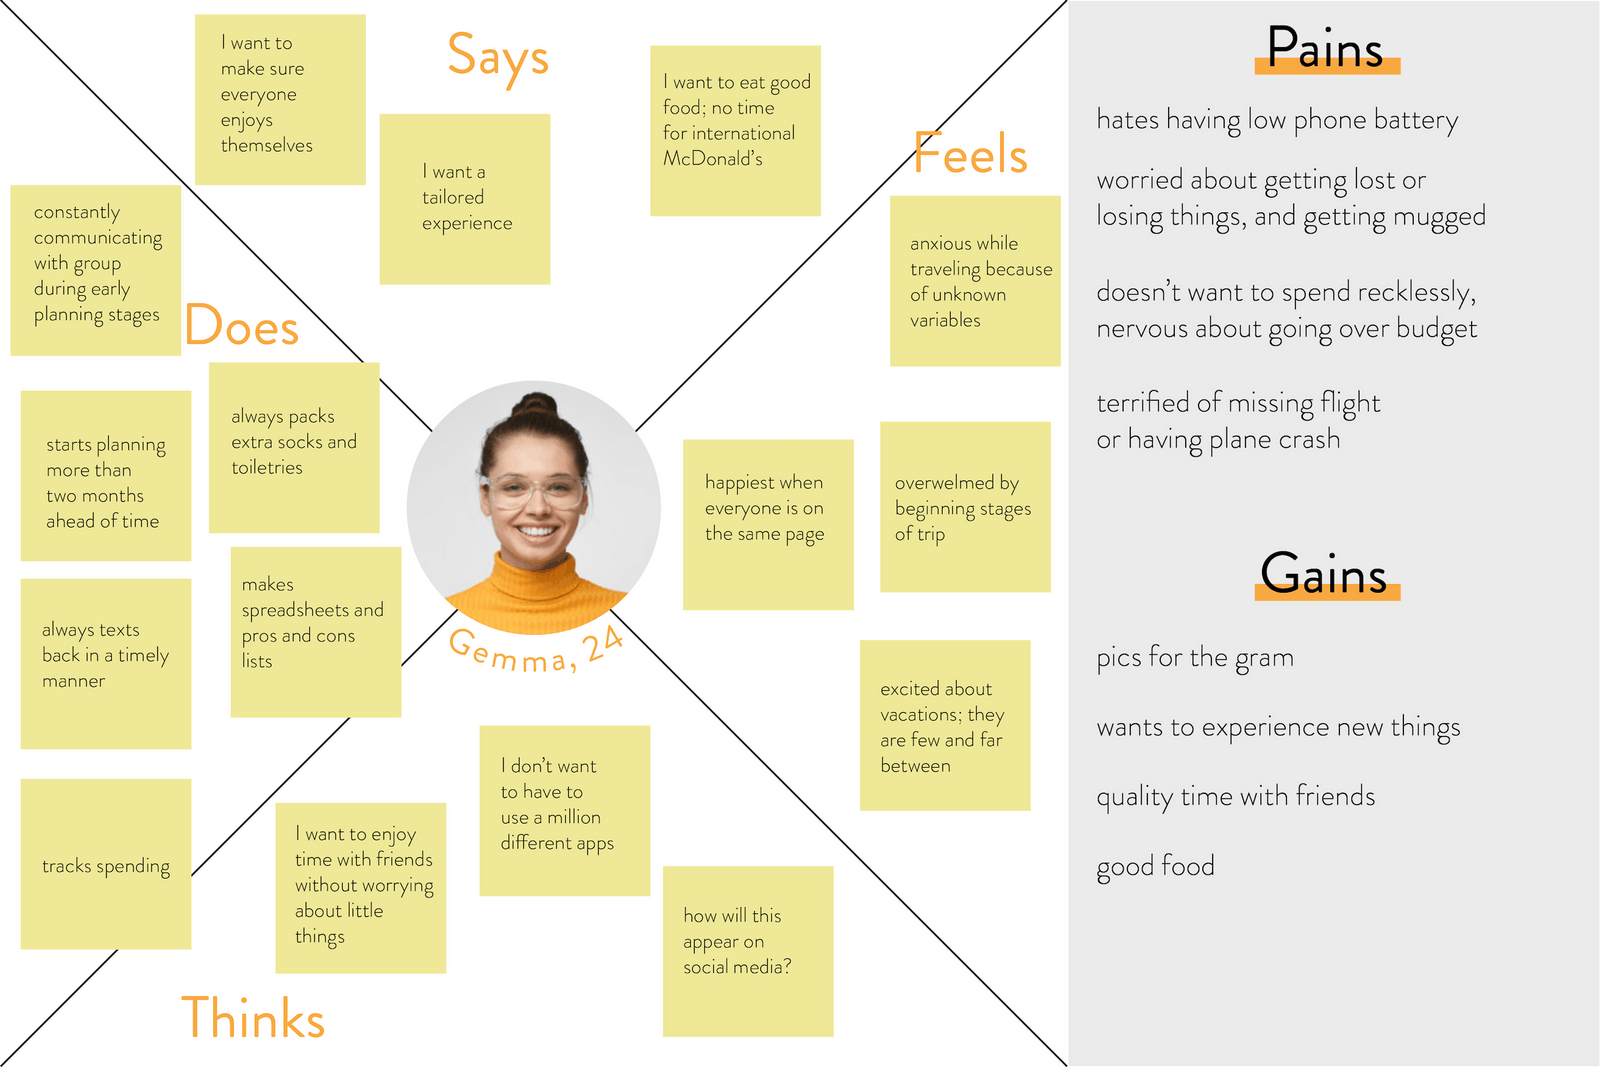 Says
I want to
make sure
everyone
enjoys
themselves
I want a
tailored
experience
I want to eat good
food; no time
for international
McDonald's
Feels
anxious while
traveling because
of unknown
variables
happiest when
everyone is on
the same page
overwelmed by
beginning stages
of trip
excited about
vacations; they
are few and far
between
Does
constantly
communicating
with group
during early
planning stages
always packs
extra socks and
toiletries
starts planning
more than
two months
ahead of time
makes
spreadsheets and
pros and cons
lists
always texts
back in a timely
manner
tracks spending
Gemma, 24
Thinks
I want to enjoy
time with friends
without worrying
about little
things
I don't want
to have to
use a million
different apps
how will this
appear on
social media?
Pains
hates having low phone battery
worried about getting lost or
losing things, and getting mugged
doesn't want to spend recklessly,
nervous about going over budget
terrified of missing flight
or having plane crash
Gains
pics for the gram
wants to experience new things
quality time with friends
good food